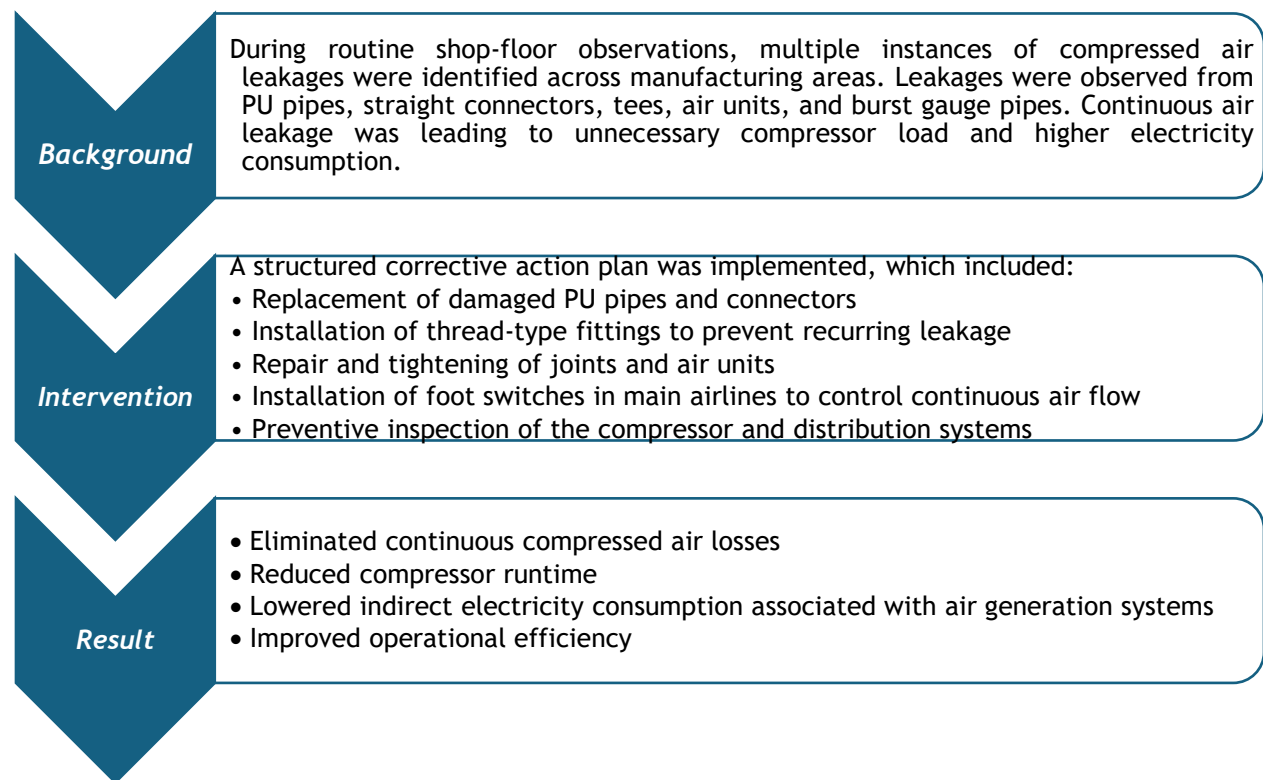 Background
During routine shop-floor observations, multiple instances of compressed air
leakages were identified across manufacturing areas. Leakages were observed from
PU pipes, straight connectors, tees, air units, and burst gauge pipes. Continuous air
leakage was leading to unnecessary compressor load and higher electricity
consumption.
Intervention
A structured corrective action plan was implemented, which included:
• Replacement of damaged PU pipes and connectors
• Installation of thread-type fittings to prevent recurring leakage
• Repair and tightening of joints and air units
• Installation of foot switches in main airlines to control continuous air flow
• Preventive inspection of the compressor and distribution systems
Result
• Eliminated continuous compressed air losses
• Reduced compressor runtime
• Lowered indirect electricity consumption associated with air generation systems
• Improved operational efficiency